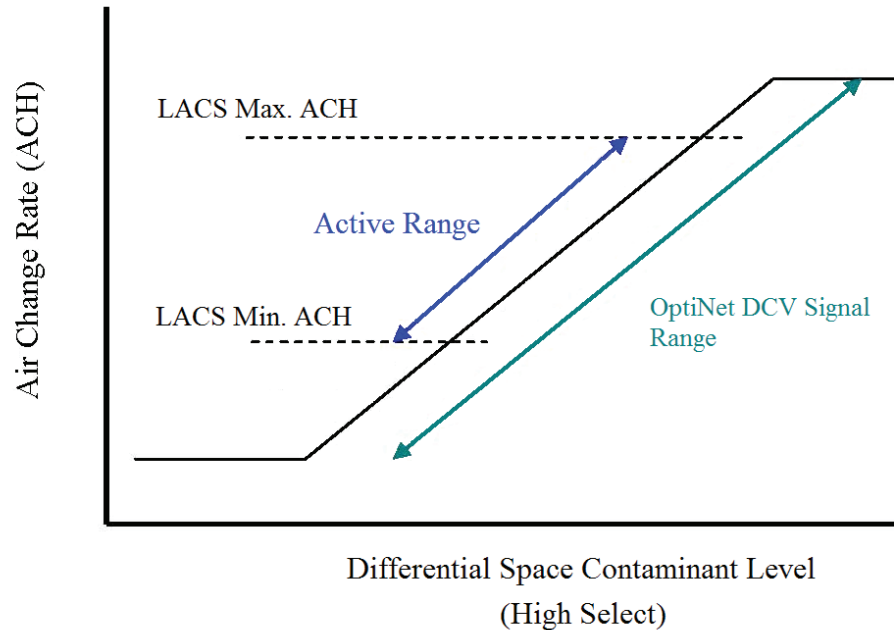 Air Change Rate (ACH)
LACS Max. ACH
Active Range
LACS Min. ACH
OptiNet DCV Signal
Range
Differential Space Contaminant Level
(High Select)